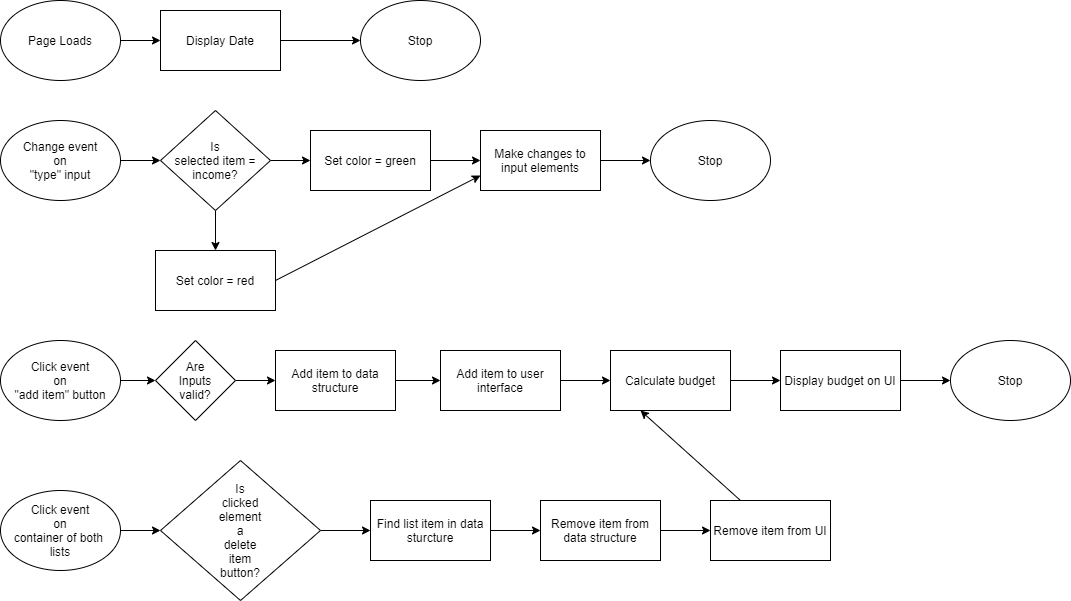 Page Loads
Display Date
Stop
Change event
on
"type" input
Is
selected item =
income?
Set color = green
Make changes to
input elements
Stop
Set color = red
Click event
on
"add item" button
Are
Inputs
valid?
Add item to data
structure
Add item to user
interface
Calculate budget
Display budget on UI
Stop
Click event
on
container of both
lists
Is
clicked
element
a
delete
item
button?
Find list item in data
sturcture
Remove item from
data structure
Remove item from UI